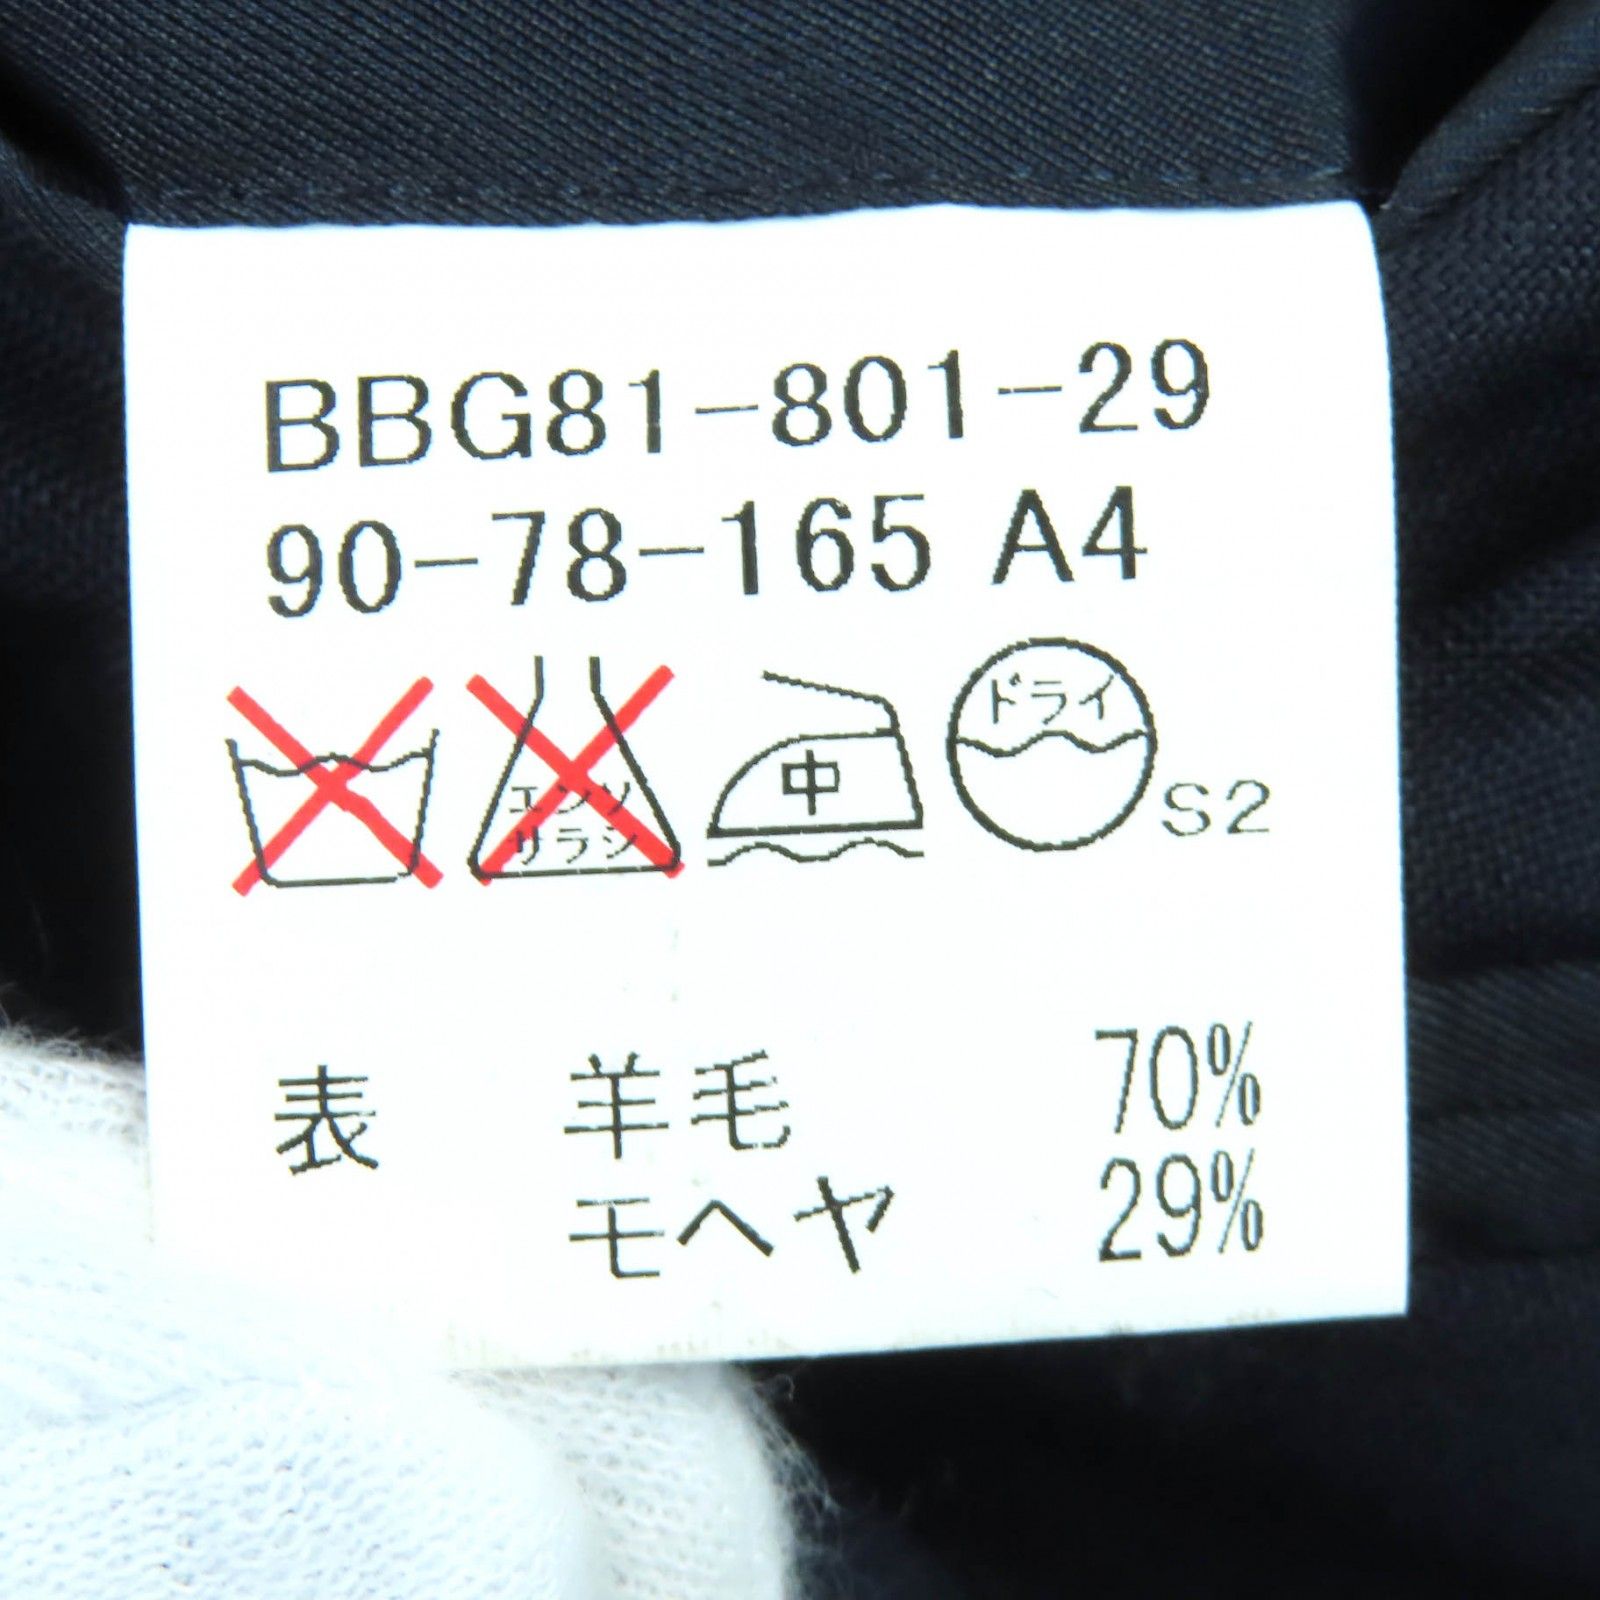 BBG81-801-29
90-78-165 A4
エンソ
サラシ
中
ドライ
S2
表 羊毛 70%
モヘヤ 29%